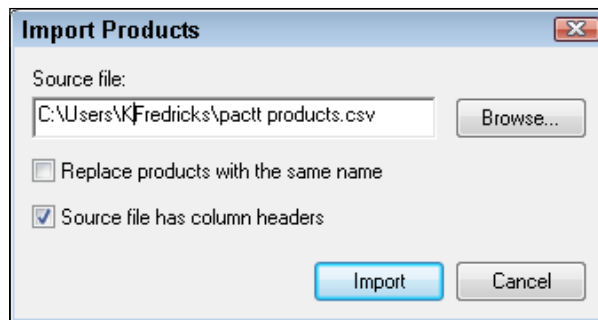 Import Products
Source file:
C:\Users\KFredricks\pactt products.csv
Browse...
Replace products with the same name
Source file has column headers
Import Cancel